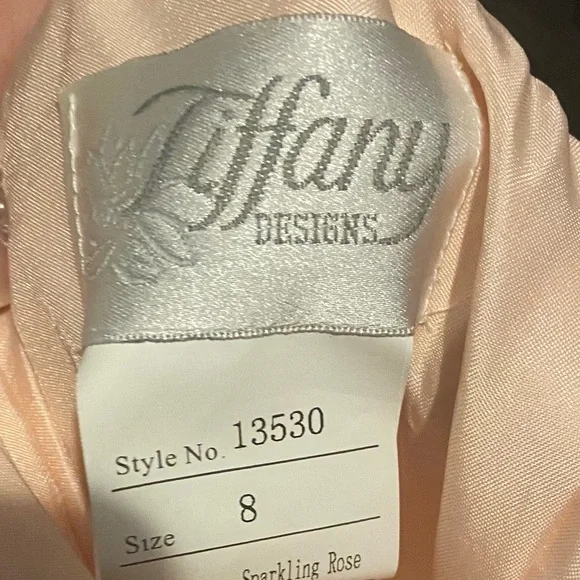 Tiffany
DESIGNS
Style No. 13530
Size 8
Sparkling Rose